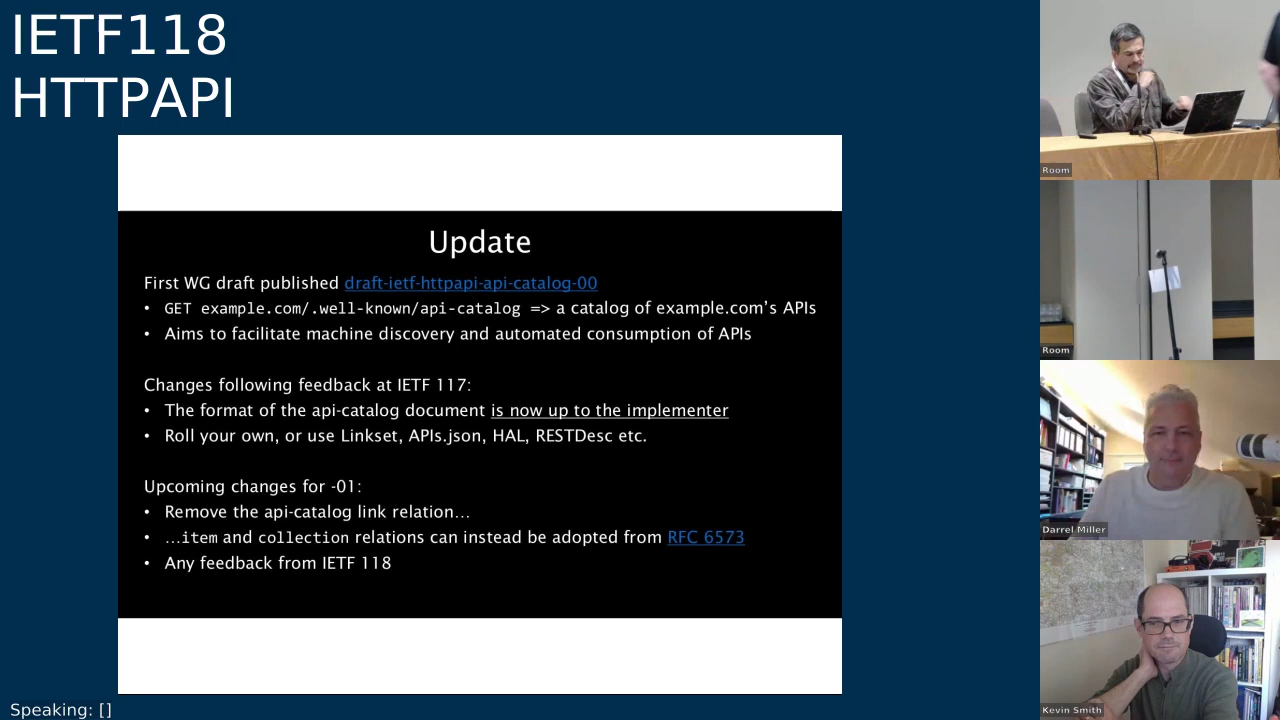 IETF118
HTTPAPI
Update
First WG draft published draft-ietf-httpapi-api-catalog-00
• GET example.com/.well-known/api-catalog => a catalog of example.com’s APIs
• Aims to facilitate machine discovery and automated consumption of APIs
Changes following feedback at IETF 117:
• The format of the api-catalog document is now up to the implementer
• Roll your own, or use Linkset, APIs.json, HAL, RESTDesc etc.
Upcoming changes for -01:
• Remove the api-catalog link relation…
• …item and collection relations can instead be adopted from RFC 6573
• Any feedback from IETF 118
Speaking: []
Room
Room
Darrel Miller
Kevin Smith